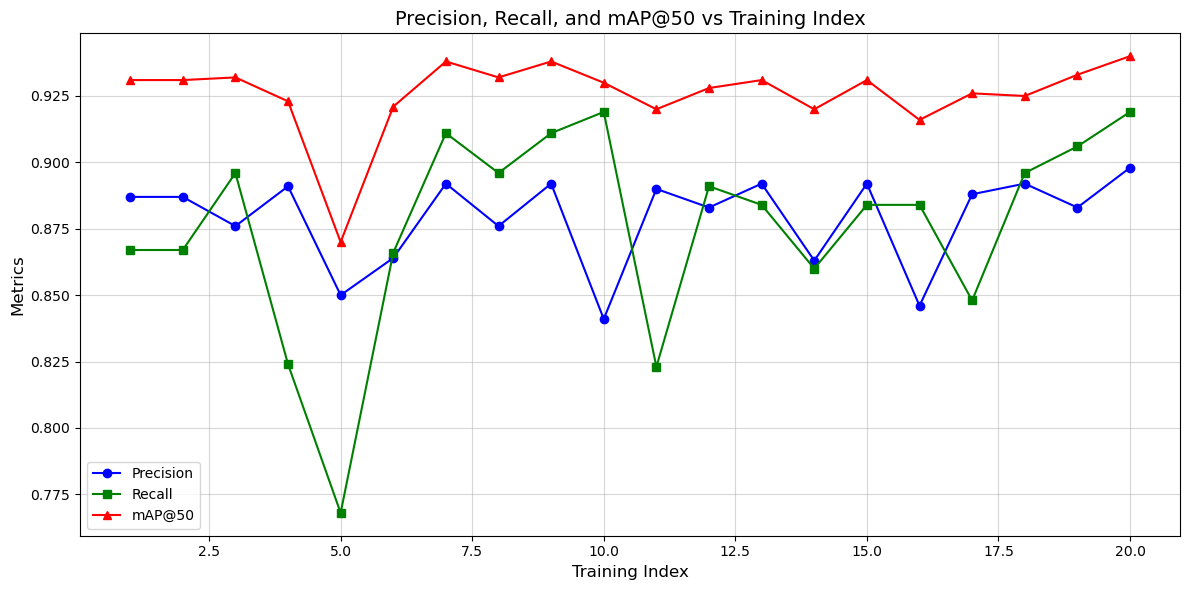 Precision, Recall, and mAP@50 vs Training Index
Metrics
0.925
0.900
0.875
0.850
0.825
0.800
0.775
Precision
Recall
mAP@50
2.5
5.0
7.5
10.0
12.5
15.0
17.5
20.0
Training Index